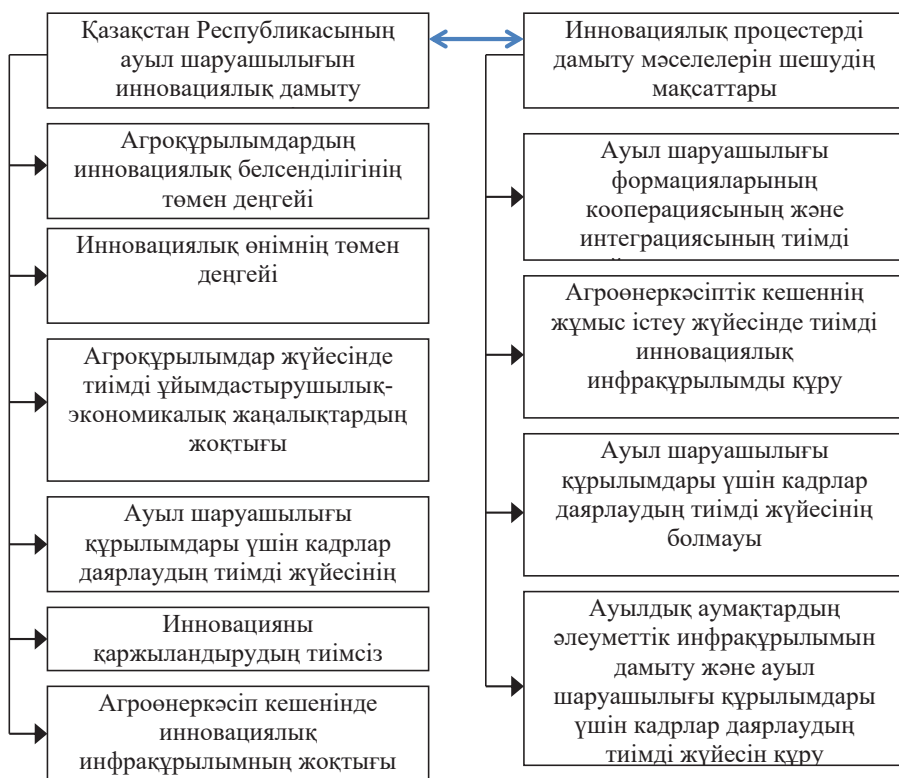 Қазақстан Республикасының
ауыл шаруашылығын
инновациялық дамыту
Агроқұрылымдардың
инновациялық белсенділігінің
төмен деңгейі
Инновациялық өнімнің төмен
деңгейі
Агроқұрылымдар жүйесінде
тиімді ұйымдастырушылық-
экономикалық жаңалықтардың
жоқтығы
Ауыл шаруашылығы
құрылымдары үшін кадрлар
даярлаудың тиімді жүйесінің
Инновацияны
қаржыландырудың тиімсіз
Агроөнеркәсіп кешенінде
инновациялық
инфрақұрылымның жоқтығы
Инновациялық процестерді
дамыту мәселелерін шешудің
мақсаттары
Ауыл шаруашылығы
формацияларының
кооперациясының және
интеграциясының тиімді
Агроөнеркәсіптік кешеннің
жұмыс істеу жүйесінде тиімді
инновациялық
инфрақұрылымды құру
Ауыл шаруашылығы
құрылымдары үшін кадрлар
даярлаудың тиімді жүйесінің
болмауы
Ауылдық аумақтардың
әлеуметтік инфрақұрылымын
дамыту және ауыл
шаруашылығы құрылымдары
үшін кадрлар даярлаудың
тиімді жүйесін құру